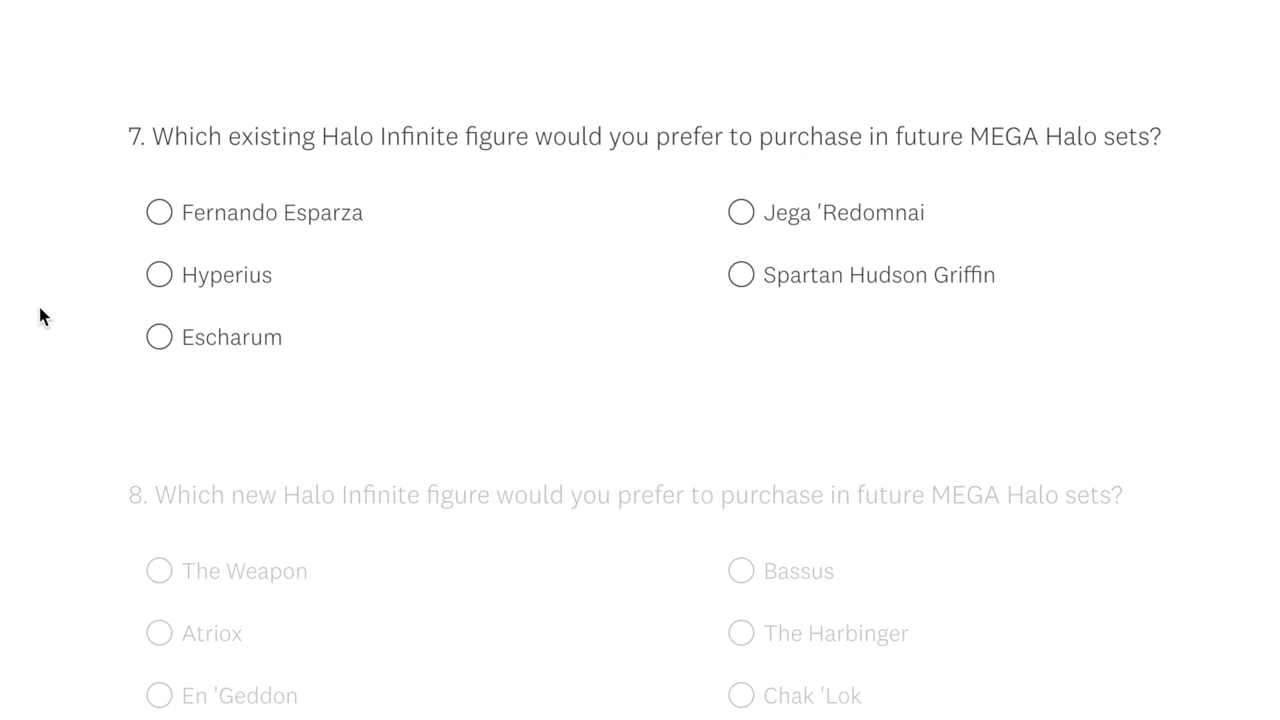 7. Which existing Halo Infinite figure would you prefer to purchase in future MEGA Halo sets?
Fernando Esparza
Jega 'Redomnai
Hyperius
Spartan Hudson Griffin
Escharum
8. Which new Halo Infinite figure would you prefer to purchase in future MEGA Halo sets?
The Weapon
Bassus
Atriox
The Harbinger
En 'Geddon
Chak 'Lok